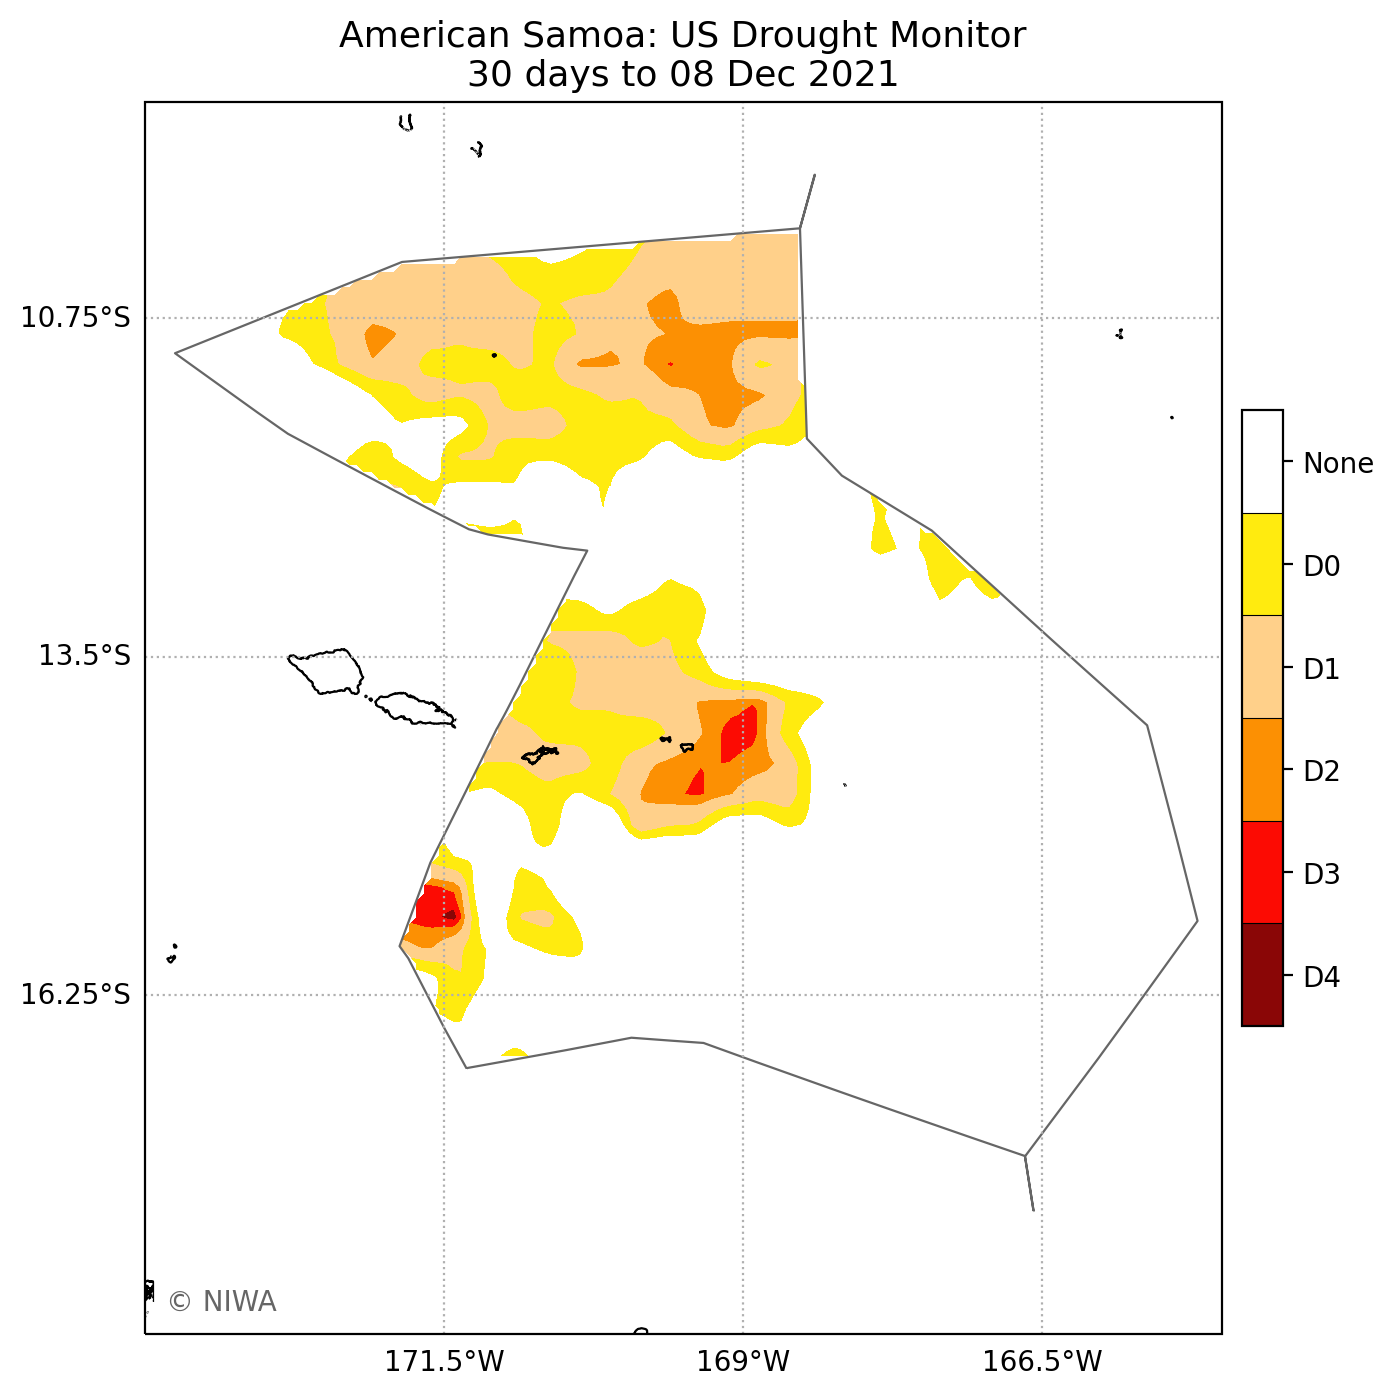 American Samoa: US Drought Monitor
30 days to 08 Dec 2021
10.75°S
13.5°S
16.25°S
171.5°W
169°W
166.5°W
None
D0
D1
D2
D3
D4
© NIWA